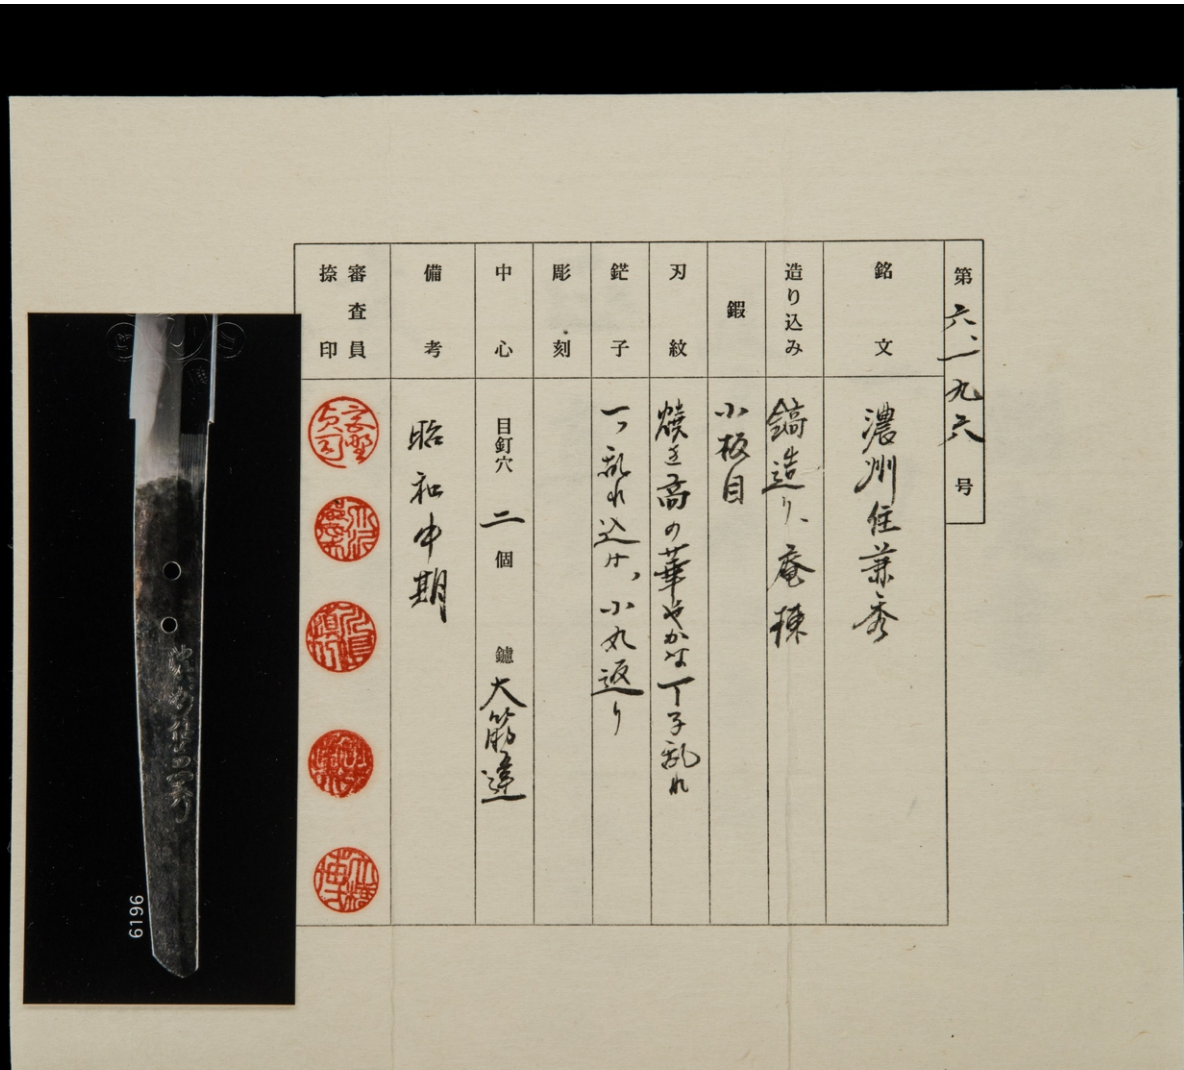 第六、一九六号
銘文
濃州住兼秀
造り込み
鎬造り、庵棟
鍜
小板目
刃紋
焼き高の華やかな丁子乱れ
鋩子
一つ乱れ込け、小丸返り
彫刻
中心
目釘穴 二 個 鑢 大筋違
備考
昭和中期
審査員
捺印
6196